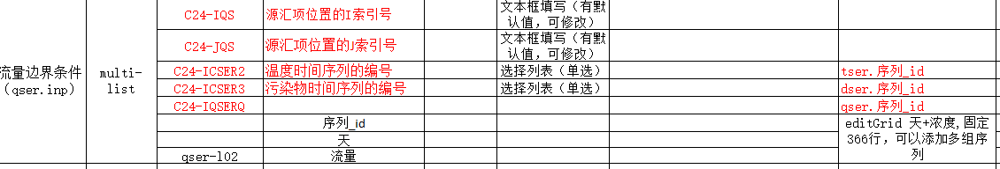 C24-IQS 源汇项位置的I索引号 文本框填写（有默
认值，可修改）
C24-JQS 源汇项位置的J索引号 文本框填写（有默
认值，可修改）
流量边界条件
（qser.inp）
multi-
list
C24-ICSER2 温度时间序列的编号 选择列表（单选） tser.序列_id
C24-ICSER3 污染物时间序列的编号 选择列表（单选） dser.序列_id
C24-IQSERQ qser.序列_id
序列_id
天
qser-l02 流量
editGrid 天+浓度,固定
366行，可以添加多组序
列